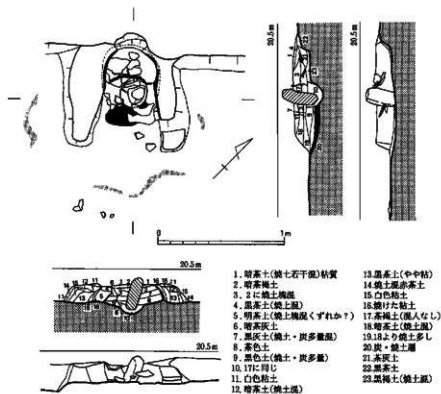 20.5m
20.5m
0 1m
20.5m
20.5m
1. 暗茶土(焼土若干混)粘質
2. 暗茶褐土
3. 2に焼土塊混
4. 黒茶土(焼土混)
5. 明茶土(焼土塊混くずれか?)
6. 暗茶灰土
7. 黒灰土(焼土・炭多量混)
8. 茶色土
9. 黒色土(焼土・炭多量)
10. 17に同じ
11. 白色粘土
12. 暗茶土(焼土混)
13. 黒茶土(やや粘)
14. 焼土混赤茶土
15. 白色粘土
16. 焼けた粘土
17. 茶褐土(混入なし)
18. 暗茶土(焼土混)
19. 18より焼土多し
20. 炭・焼土層
21. 茶灰土
22. 黒茶土
23. 黒褐土(焼土混)